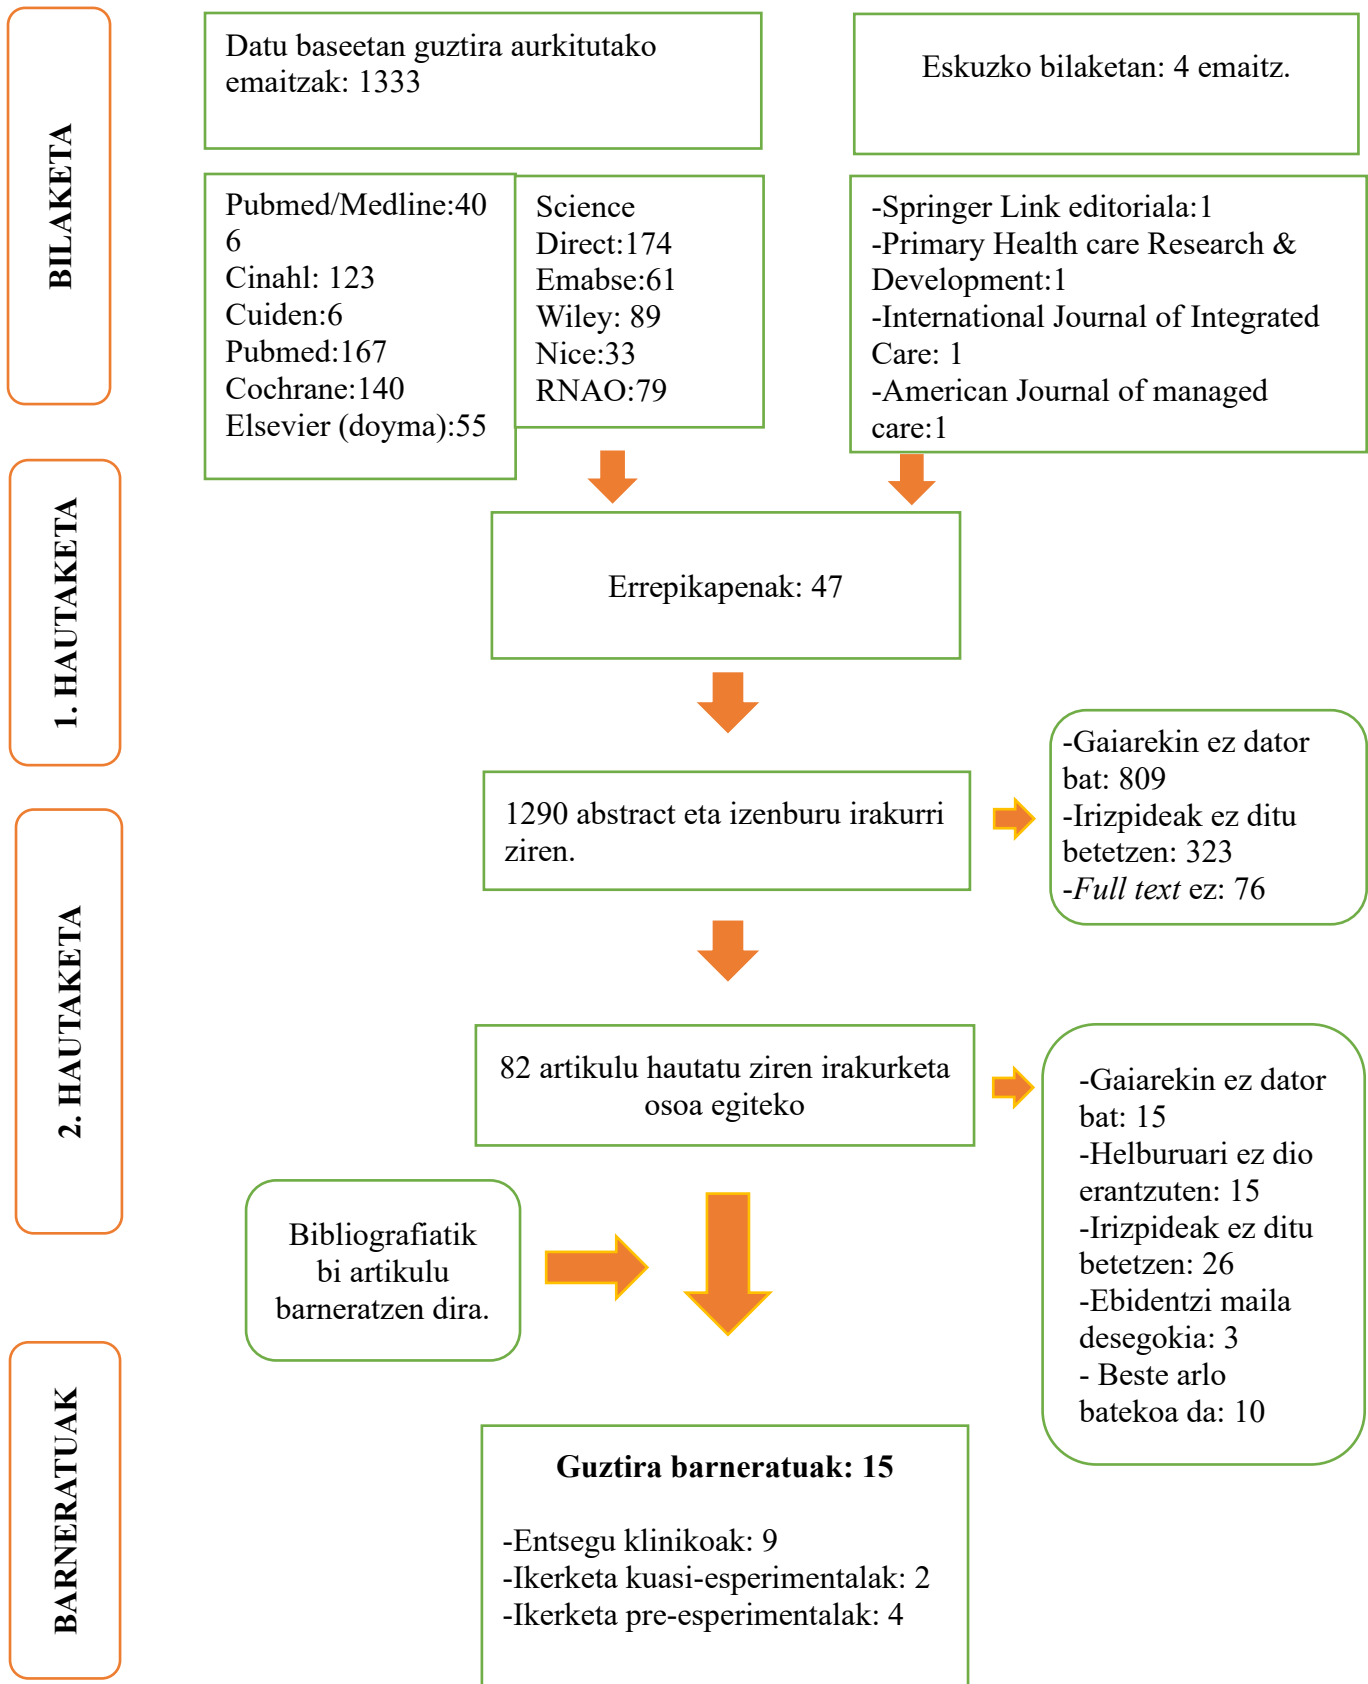 BILAKETA
Datu baseetan guztira aurkitutako
emaitzak: 1333
Eskuzko bilaketan: 4 emaitz.
Pubmed/Medline:40
6
Cinahl: 123
Cuiden:6
Pubmed:167
Cochrane:140
Elsevier (doyma):55
Science
Direct:174
Emabse:61
Wiley: 89
Nice:33
RNAO:79
-Springer Link editoriala:1
-Primary Health care Research &
Development:1
-International Journal of Integrated
Care: 1
-American Journal of managed
care:1
1. HAUTAKETA
Errepikapenak: 47
1290 abstract eta izenburu irakurri
ziren.
-Gaiarekin ez dator
bat: 809
-Irizpideak ez ditu
betetzen: 323
-Full text ez: 76
2. HAUTAKETA
82 artikulu hautatu ziren irakurketa
osoa egiteko
-Gaiarekin ez dator
bat: 15
-Helburuari ez dio
erantzuten: 15
-Irizpideak ez ditu
betetzen: 26
-Ebidentzi maila
desegokia: 3
- Beste arlo
batekoa da: 10
Bibliografiatik
bi artikulu
barneratzen dira.
BARNERATUAK
Guztira barneratuak: 15
-Entsegu klinikoak: 9
-Ikerketa kuasi-esperimentalak: 2
-Ikerketa pre-esperimentalak: 4